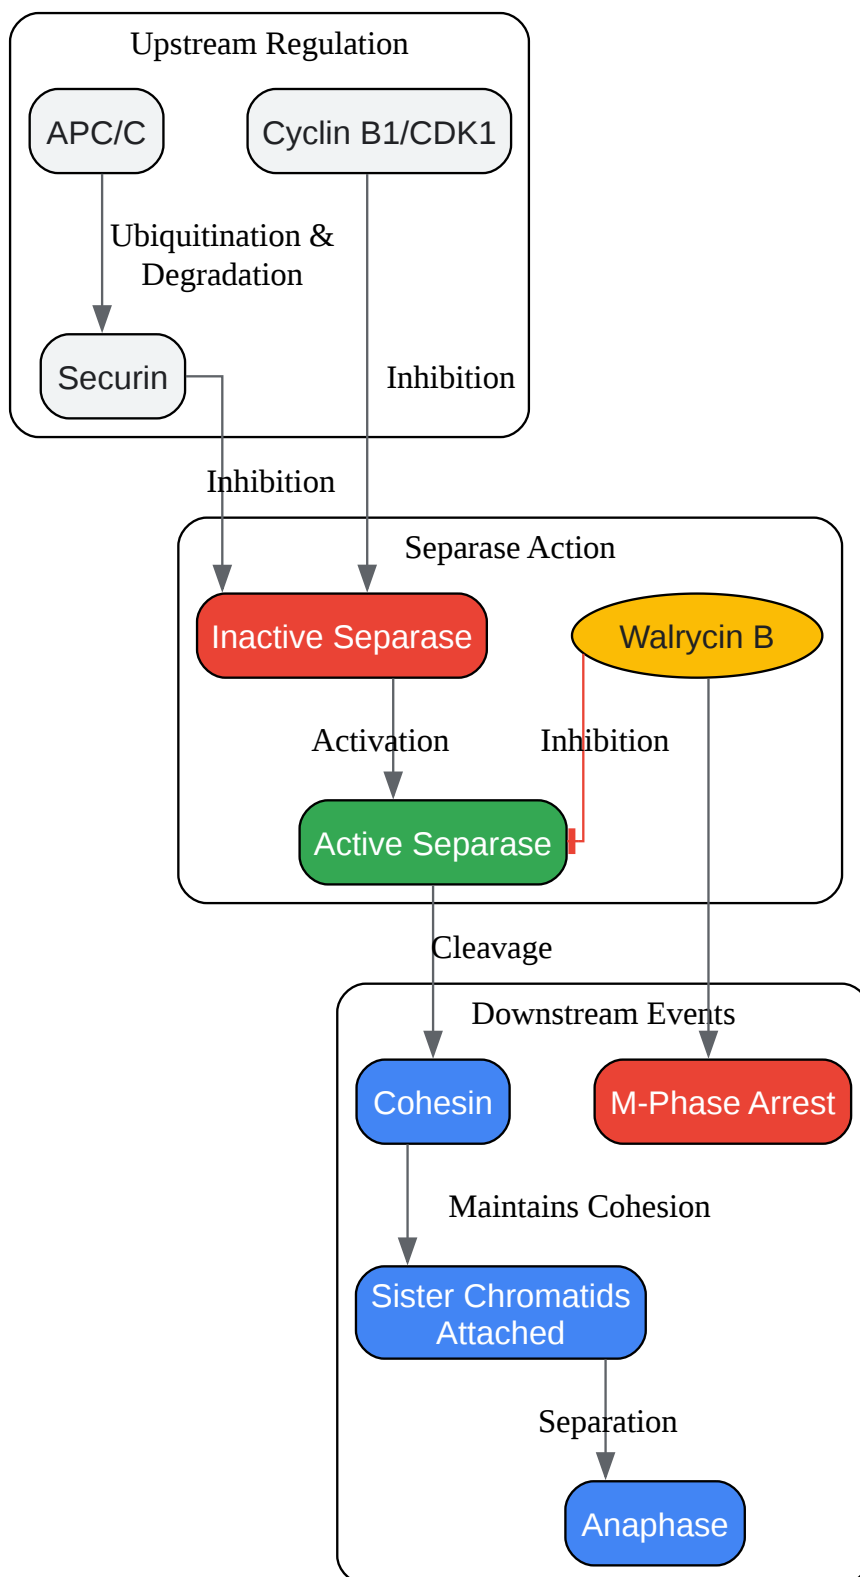 Upstream Regulation
APC/C
Cyclin B1/CDK1
Ubiquitination &
Degradation
Securin
Inhibition
Inhibition
Separase Action
Inactive Separase
Walrycin B
Activation
Inhibition
Active Separase
Cleavage
Downstream Events
Cohesin
M-Phase Arrest
Maintains Cohesion
Sister Chromatids
Attached
Separation
Anaphase